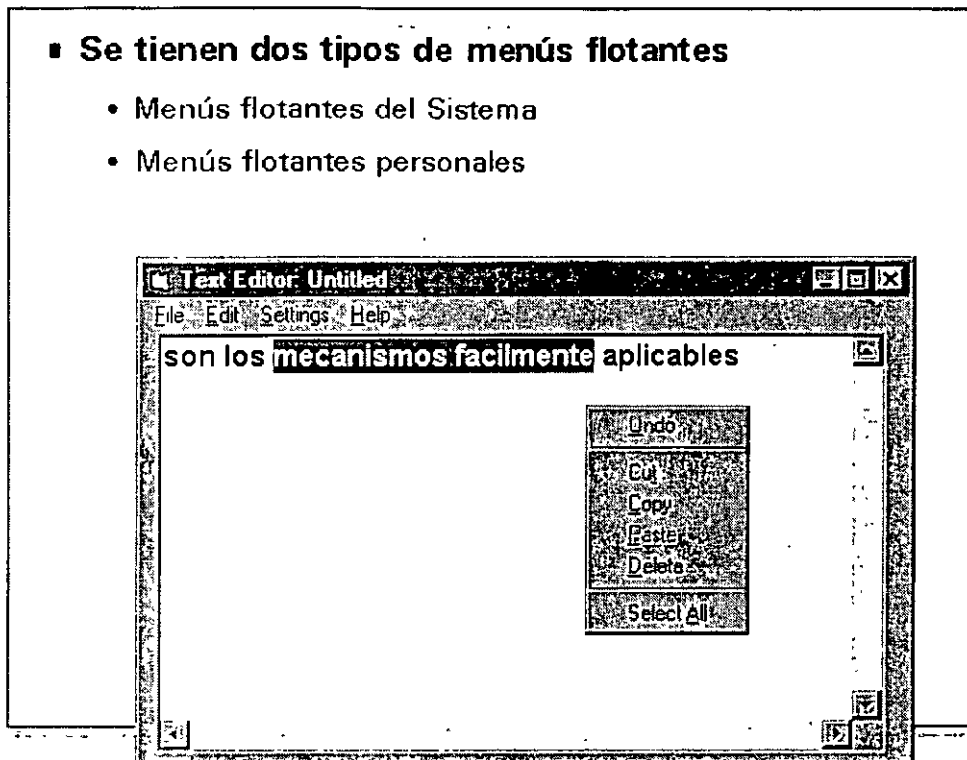 ▪ Se tienen dos tipos de menús flotantes
• Menús flotantes del Sistema
• Menús flotantes personales
Text Editor: Untitled
File Edit Settings Help
son los mecanismos facilmente aplicables
Undo
Cut
Copy
Paste
Delete
Select All